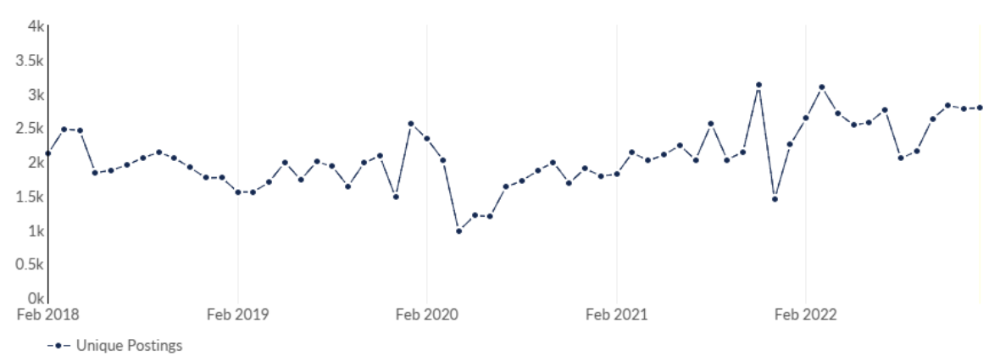 4k
3.5k
3k
2.5k
2k
1.5k
1k
0.5k
0k
Feb 2018 Feb 2019 Feb 2020 Feb 2021 Feb 2022
Unique Postings